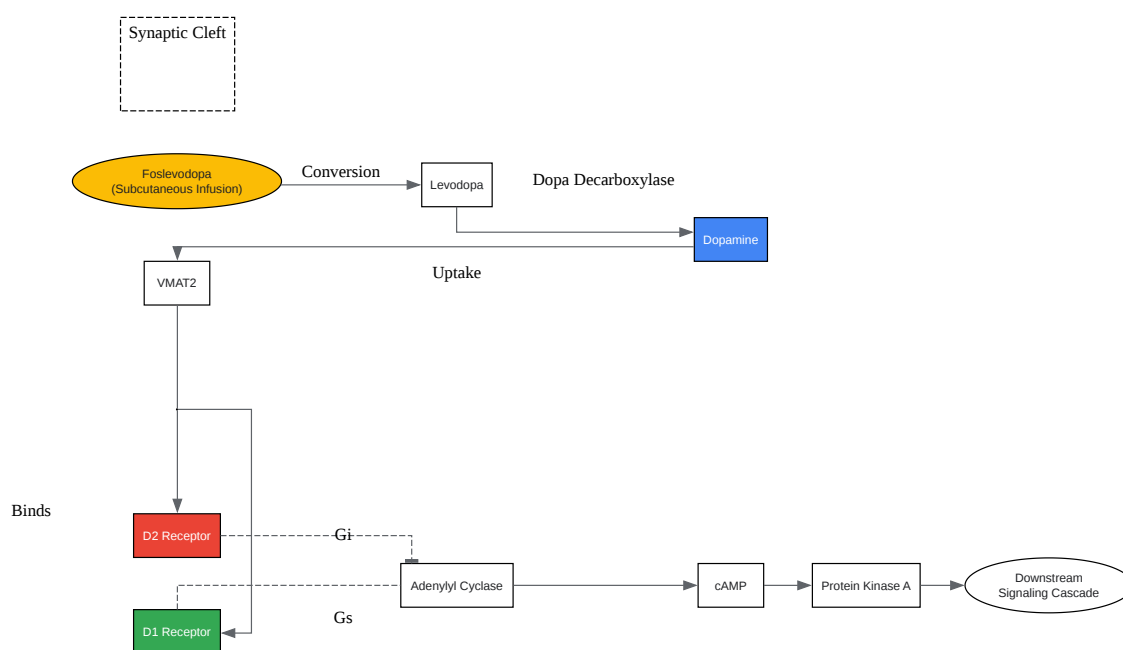 Synaptic Cleft
Foslevodopa
(Subcutaneous Infusion)
Conversion
Levodopa
Dopa Decarboxylase
Dopamine
Uptake
VMAT2
Binds
D2 Receptor
Gi
Adenylyl Cyclase
cAMP
Protein Kinase A
Downstream
Signaling Cascade
Gs
D1 Receptor